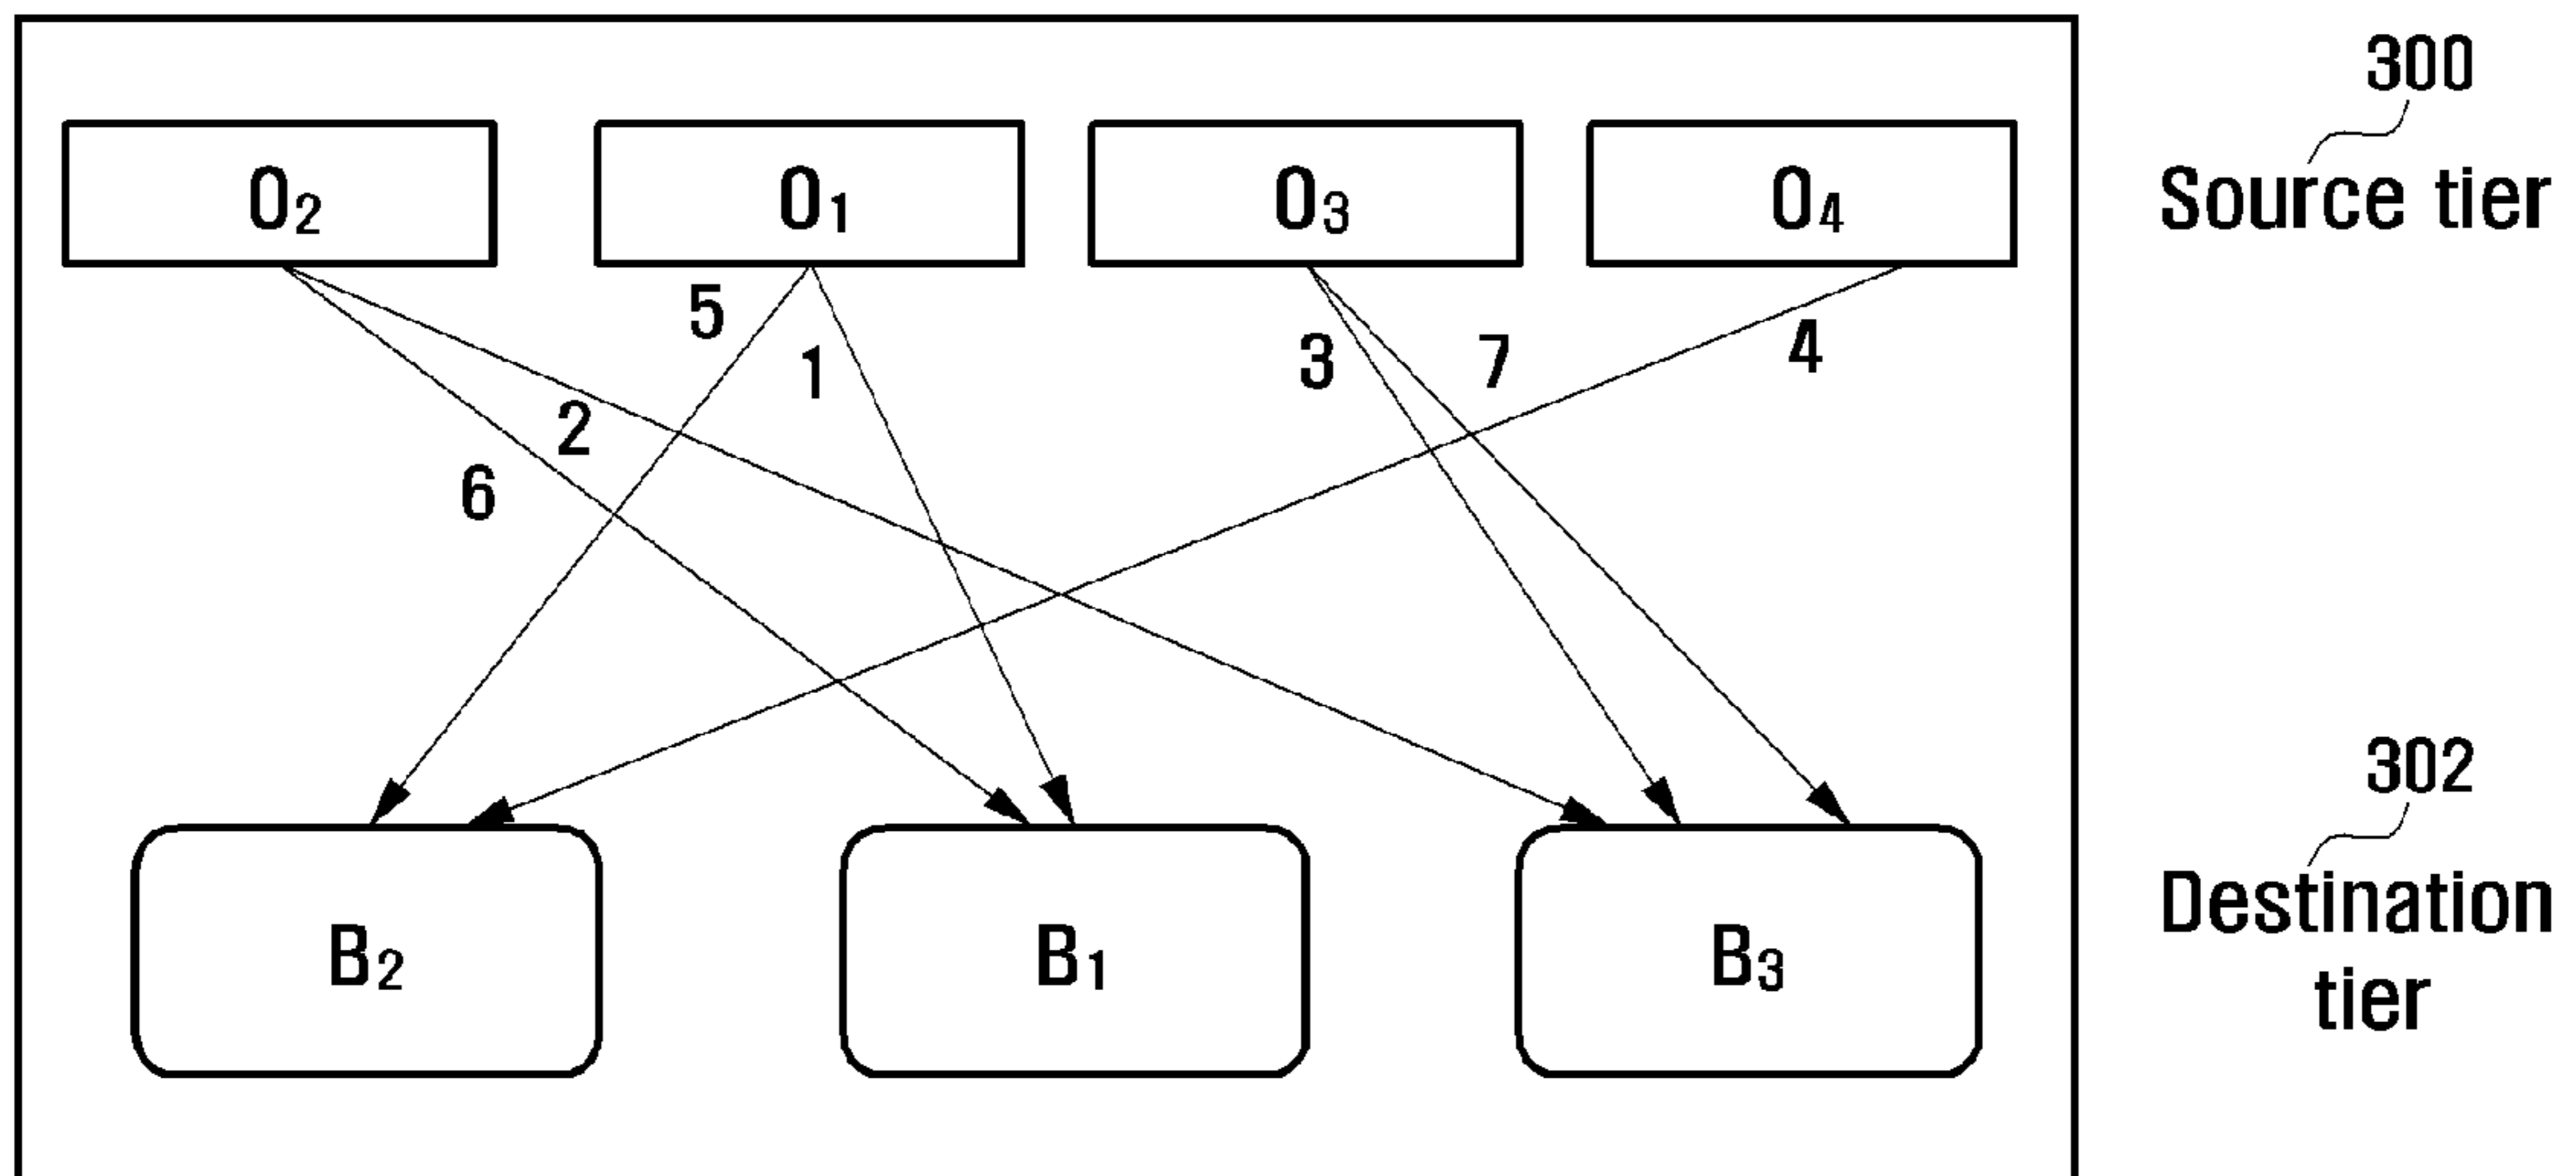 300
Source tier
O₂
O₁
O₃
O₄
5
1
3
7
4
2
6
302
Destination
tier
B₂
B₁
B₃